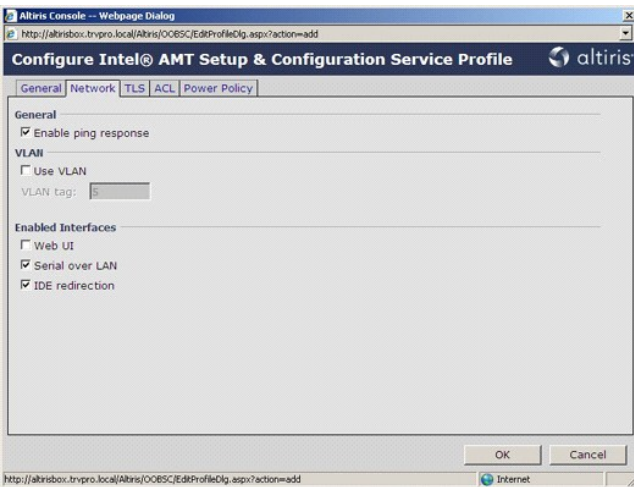 Altiris Console -- Webpage Dialog
http://altirisbox.trvpro.local/Altiris/OOBSC/EditProfileDlg.aspx?action=add
Configure Intel® AMT Setup & Configuration Service Profile
altiris
General Network TLS ACL Power Policy
General
Enable ping response
VLAN
Use VLAN
VLAN tag: 5
Enabled Interfaces
Web UI
Serial over LAN
IDE redirection
OK Cancel
http://altirisbox.trvpro.local/Altiris/OOBSC/EditProfileDlg.aspx?action=add Internet